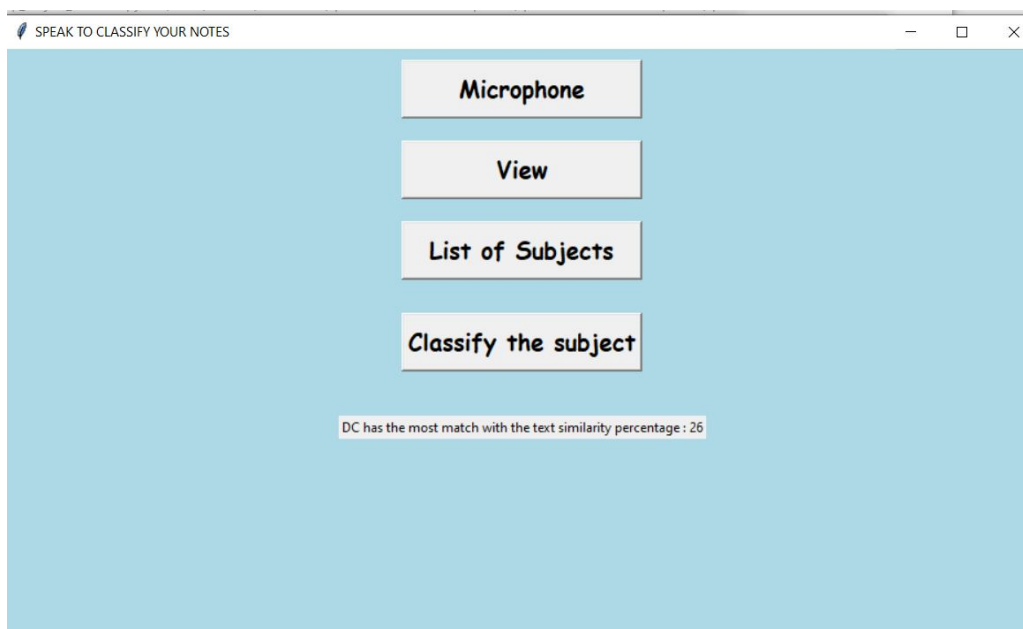 SPEAK TO CLASSIFY YOUR NOTES
Microphone
View
List of Subjects
Classify the subject
DC has the most match with the text similarity percentage : 26